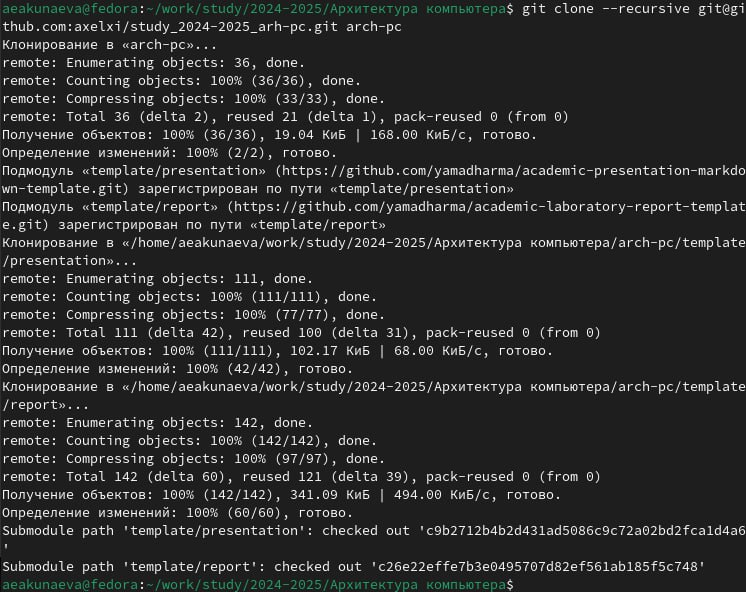 aeakunaeva@fedora:~/work/study/2024-2025/Архитектура компьютера$ git clone --recursive git@gi
thub.com:axelxi/study_2024-2025_arh-pc.git arch-pc
Клонирование в «arch-pc»...
remote: Enumerating objects: 36, done.
remote: Counting objects: 100% (36/36), done.
remote: Compressing objects: 100% (33/33), done.
remote: Total 36 (delta 2), reused 21 (delta 1), pack-reused 0 (from 0)
Получение объектов: 100% (36/36), 19.04 КиБ | 168.00 КиБ/с, готово.
Определение изменений: 100% (2/2), готово.
Подмодуль «template/presentation» (https://github.com/yamadharma/academic-presentation-markdo
wn-template.git) зарегистрирован по пути «template/presentation»
Подмодуль «template/report» (https://github.com/yamadharma/academic-laboratory-report-templat
e.git) зарегистрирован по пути «template/report»
Клонирование в «/home/aeakunaeva/work/study/2024-2025/Архитектура компьютера/arch-pc/template
/presentation»...
remote: Enumerating objects: 111, done.
remote: Counting objects: 100% (111/111), done.
remote: Compressing objects: 100% (77/77), done.
remote: Total 111 (delta 42), reused 100 (delta 31), pack-reused 0 (from 0)
Получение объектов: 100% (111/111), 102.17 КиБ | 68.00 КиБ/с, готово.
Определение изменений: 100% (42/42), готово.
Клонирование в «/home/aeakunaeva/work/study/2024-2025/Архитектура компьютера/arch-pc/template
/report»...
remote: Enumerating objects: 142, done.
remote: Counting objects: 100% (142/142), done.
remote: Compressing objects: 100% (97/97), done.
remote: Total 142 (delta 60), reused 121 (delta 39), pack-reused 0 (from 0)
Получение объектов: 100% (142/142), 341.09 КиБ | 494.00 КиБ/с, готово.
Определение изменений: 100% (60/60), готово.
Submodule path 'template/presentation': checked out 'c9b2712b4b2d431ad5086c9c72a02bd2fca1d4a6
'
Submodule path 'template/report': checked out 'c26e22effe7b3e0495707d82ef561ab185f5c748'
aeakunaeva@fedora:~/work/study/2024-2025/Архитектура компьютера$